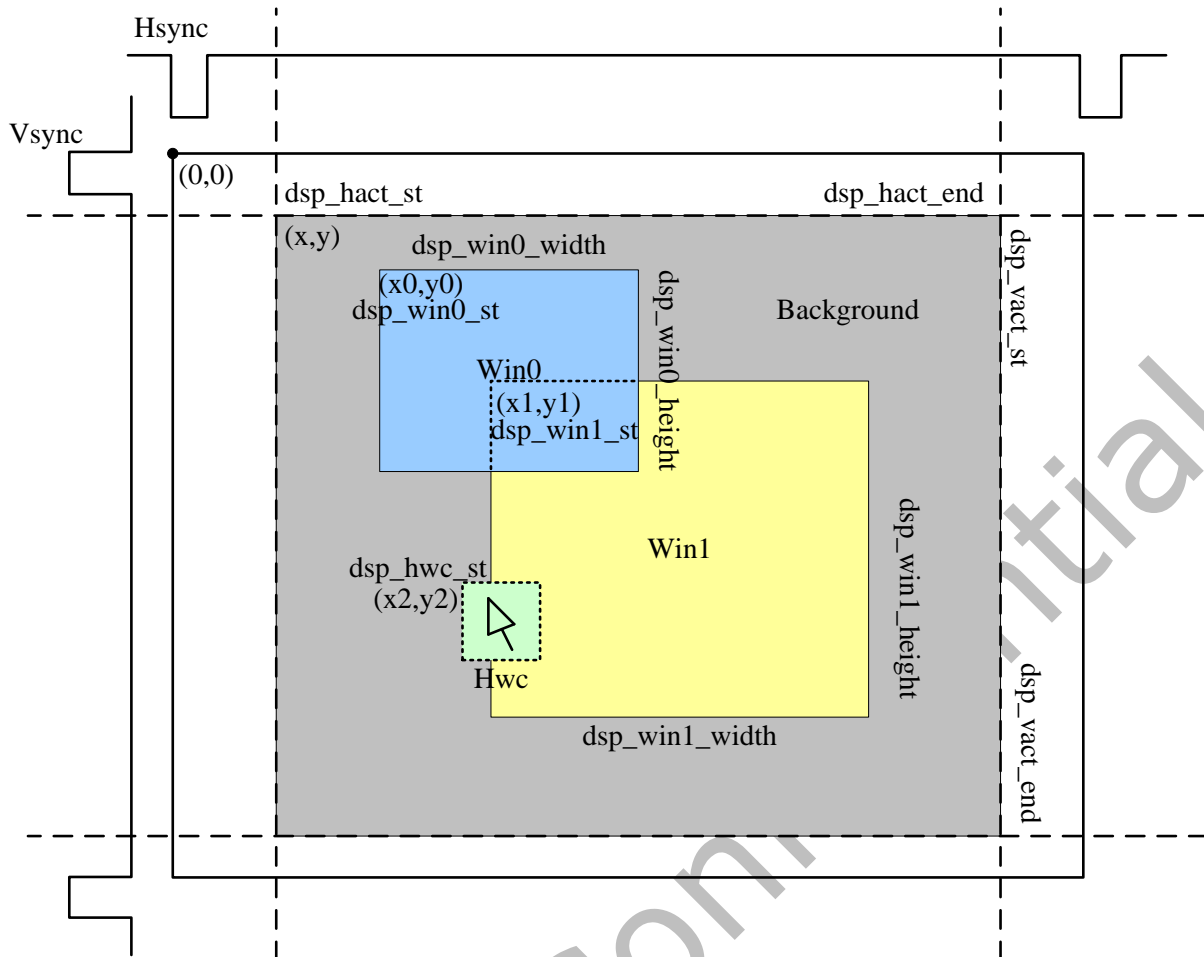 Hsync
Vsync
(0,0)
dsp_hact_st
dsp_hact_end
(x,y)
dsp_win0_width
dsp_vact_st
(x0,y0)
dsp_win0_st
dsp_win0_height
Background
Win0
(x1,y1)
dsp_win1_st
Win1
dsp_win1_height
dsp_hwc_st
(x2,y2)
Hwc
dsp_win1_width
dsp_vact_end